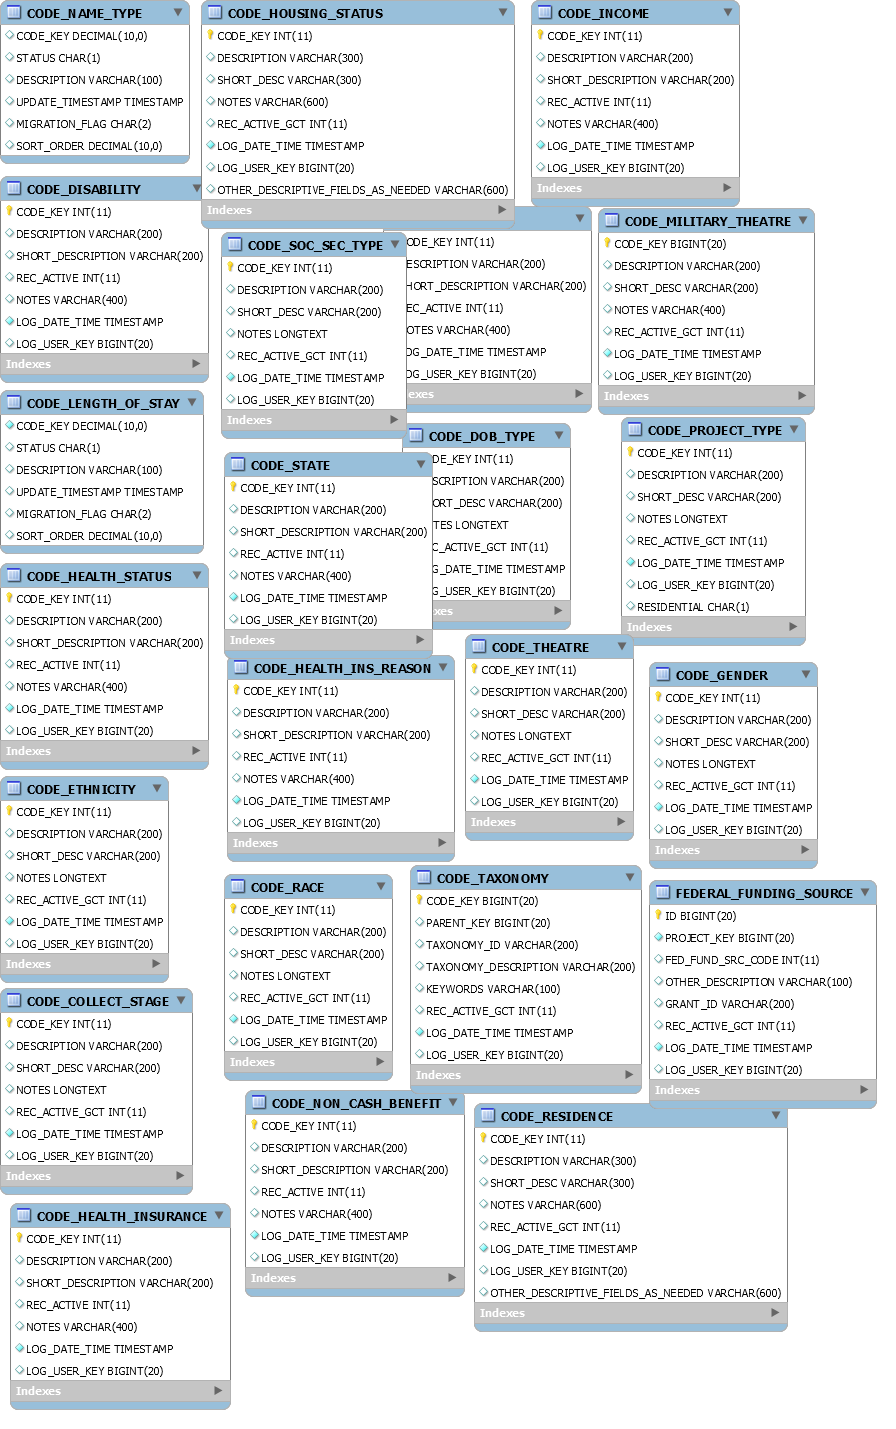 CODE_NAME_TYPE
CODE_KEY DECIMAL(10,0)
STATUS CHAR(1)
DESCRIPTION VARCHAR(100)
UPDATE_TIMESTAMP TIMESTAMP
MIGRATION_FLAG CHAR(2)
SORT_ORDER DECIMAL(10,0)
CODE_HOUSING_STATUS
CODE_KEY INT(11)
DESCRIPTION VARCHAR(300)
SHORT_DESC VARCHAR(300)
NOTES VARCHAR(600)
REC_ACTIVE_GCT INT(11)
LOG_DATE_TIME TIMESTAMP
LOG_USER_KEY BIGINT(20)
OTHER_DESCRIPTIVE_FIELDS_AS_NEEDED VARCHAR(600)
Indexes
CODE_INCOME
CODE_KEY INT(11)
DESCRIPTION VARCHAR(200)
SHORT_DESCRIPTION VARCHAR(200)
REC_ACTIVE INT(11)
NOTES VARCHAR(400)
LOG_DATE_TIME TIMESTAMP
LOG_USER_KEY BIGINT(20)
Indexes
CODE_DISABILITY
CODE_KEY INT(11)
DESCRIPTION VARCHAR(200)
SHORT_DESCRIPTION VARCHAR(200)
REC_ACTIVE INT(11)
NOTES VARCHAR(400)
LOG_DATE_TIME TIMESTAMP
LOG_USER_KEY BIGINT(20)
Indexes
CODE_SOC_SEC_TYPE
CODE_KEY INT(11)
DESCRIPTION VARCHAR(200)
SHORT_DESC VARCHAR(200)
NOTES LONGTEXT
REC_ACTIVE_GCT INT(11)
LOG_DATE_TIME TIMESTAMP
LOG_USER_KEY BIGINT(20)
Indexes
ODE_KEY INT(11)
ESCRIPTION VARCHAR(200)
HORT_DESCRIPTION VARCHAR(200)
EC_ACTIVE INT(11)
OTES VARCHAR(400)
OG_DATE_TIME TIMESTAMP
OG_USER_KEY BIGINT(20)
exes
CODE_MILITARY_THEATRE
CODE_KEY BIGINT(20)
DESCRIPTION VARCHAR(200)
SHORT_DESC VARCHAR(200)
NOTES VARCHAR(400)
REC_ACTIVE_GCT INT(11)
LOG_DATE_TIME TIMESTAMP
LOG_USER_KEY BIGINT(20)
Indexes
CODE_LENGTH_OF_STAY
CODE_KEY DECIMAL(10,0)
STATUS CHAR(1)
DESCRIPTION VARCHAR(100)
UPDATE_TIMESTAMP TIMESTAMP
MIGRATION_FLAG CHAR(2)
SORT_ORDER DECIMAL(10,0)
CODE_STATE
CODE_KEY INT(11)
DESCRIPTION VARCHAR(200)
SHORT_DESCRIPTION VARCHAR(200)
REC_ACTIVE INT(11)
NOTES VARCHAR(400)
LOG_DATE_TIME TIMESTAMP
LOG_USER_KEY BIGINT(20)
Indexes
CODE_DOB_TYPE
DE_KEY INT(11)
SCRIPTION VARCHAR(200)
ORT_DESC VARCHAR(200)
TES LONGTEXT
C_ACTIVE_GCT INT(11)
G_DATE_TIME TIMESTAMP
G_USER_KEY BIGINT(20)
xes
CODE_PROJECT_TYPE
CODE_KEY INT(11)
DESCRIPTION VARCHAR(200)
SHORT_DESC VARCHAR(200)
NOTES LONGTEXT
REC_ACTIVE_GCT INT(11)
LOG_DATE_TIME TIMESTAMP
LOG_USER_KEY BIGINT(20)
RESIDENTIAL CHAR(1)
Indexes
CODE_HEALTH_STATUS
CODE_KEY INT(11)
DESCRIPTION VARCHAR(200)
SHORT_DESCRIPTION VARCHAR(200)
REC_ACTIVE INT(11)
NOTES VARCHAR(400)
LOG_DATE_TIME TIMESTAMP
LOG_USER_KEY BIGINT(20)
Indexes
CODE_HEALTH_INS_REASON
CODE_KEY INT(11)
DESCRIPTION VARCHAR(200)
SHORT_DESCRIPTION VARCHAR(200)
REC_ACTIVE INT(11)
NOTES VARCHAR(400)
LOG_DATE_TIME TIMESTAMP
LOG_USER_KEY BIGINT(20)
Indexes
CODE_THEATRE
CODE_KEY INT(11)
DESCRIPTION VARCHAR(200)
SHORT_DESC VARCHAR(200)
NOTES LONGTEXT
REC_ACTIVE_GCT INT(11)
LOG_DATE_TIME TIMESTAMP
LOG_USER_KEY BIGINT(20)
Indexes
CODE_GENDER
CODE_KEY INT(11)
DESCRIPTION VARCHAR(200)
SHORT_DESC VARCHAR(200)
NOTES LONGTEXT
REC_ACTIVE_GCT INT(11)
LOG_DATE_TIME TIMESTAMP
LOG_USER_KEY BIGINT(20)
Indexes
CODE_ETHNICITY
CODE_KEY INT(11)
DESCRIPTION VARCHAR(200)
SHORT_DESC VARCHAR(200)
NOTES LONGTEXT
REC_ACTIVE_GCT INT(11)
LOG_DATE_TIME TIMESTAMP
LOG_USER_KEY BIGINT(20)
Indexes
CODE_RACE
CODE_KEY INT(11)
DESCRIPTION VARCHAR(200)
SHORT_DESC VARCHAR(200)
NOTES LONGTEXT
REC_ACTIVE_GCT INT(11)
LOG_DATE_TIME TIMESTAMP
LOG_USER_KEY BIGINT(20)
Indexes
CODE_TAXONOMY
CODE_KEY BIGINT(20)
PARENT_KEY BIGINT(20)
TAXONOMY_ID VARCHAR(200)
TAXONOMY_DESCRIPTION VARCHAR(200)
KEYWORDS VARCHAR(100)
REC_ACTIVE_GCT INT(11)
LOG_DATE_TIME TIMESTAMP
LOG_USER_KEY BIGINT(20)
Indexes
FEDERAL_FUNDING_SOURCE
ID BIGINT(20)
PROJECT_KEY BIGINT(20)
FED_FUND_SRC_CODE INT(11)
OTHER_DESCRIPTION VARCHAR(100)
GRANT_ID VARCHAR(200)
REC_ACTIVE_GCT INT(11)
LOG_DATE_TIME TIMESTAMP
LOG_USER_KEY BIGINT(20)
Indexes
CODE_COLLECT_STAGE
CODE_KEY INT(11)
DESCRIPTION VARCHAR(200)
SHORT_DESC VARCHAR(200)
NOTES LONGTEXT
REC_ACTIVE_GCT INT(11)
LOG_DATE_TIME TIMESTAMP
LOG_USER_KEY BIGINT(20)
Indexes
CODE_NON_CASH_BENEFIT
CODE_KEY INT(11)
DESCRIPTION VARCHAR(200)
SHORT_DESCRIPTION VARCHAR(200)
REC_ACTIVE INT(11)
NOTES VARCHAR(400)
LOG_DATE_TIME TIMESTAMP
LOG_USER_KEY BIGINT(20)
Indexes
CODE_RESIDENCE
CODE_KEY INT(11)
DESCRIPTION VARCHAR(300)
SHORT_DESC VARCHAR(300)
NOTES VARCHAR(600)
REC_ACTIVE_GCT INT(11)
LOG_DATE_TIME TIMESTAMP
LOG_USER_KEY BIGINT(20)
OTHER_DESCRIPTIVE_FIELDS_AS_NEEDED VARCHAR(600)
Indexes
CODE_HEALTH_INSURANCE
CODE_KEY INT(11)
DESCRIPTION VARCHAR(200)
SHORT_DESCRIPTION VARCHAR(200)
REC_ACTIVE INT(11)
NOTES VARCHAR(400)
LOG_DATE_TIME TIMESTAMP
LOG_USER_KEY BIGINT(20)
Indexes